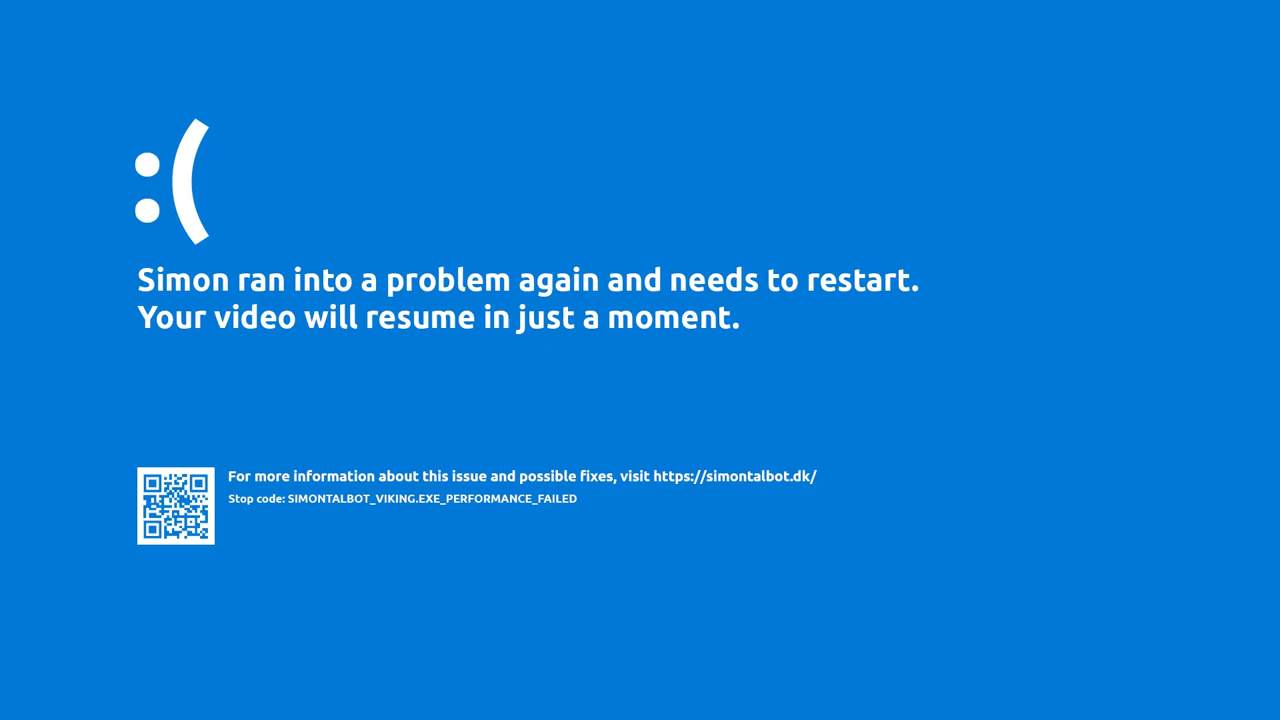 :(
Simon ran into a problem again and needs to restart.
Your video will resume in just a moment.
For more information about this issue and possible fixes, visit https://simontalbot.dk/
Stop code: SIMONTALBOT_VIKING.EXE_PERFORMANCE_FAILED